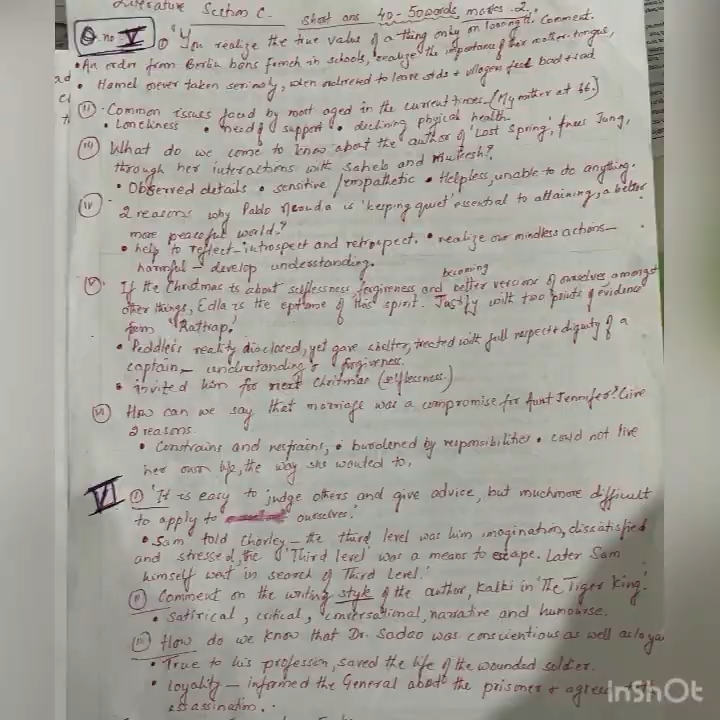 Literature Section C. short ans 40-50words marks 2.
Q.no V (i) 'You realize the true value of a thing only on loosing it. Comment.
• An order from Berlin bans french in schools, realize the importance of their mother-tongue,
• Hamel never taken seriously, when ordered to leave stds + villagers feel bad + sad
(ii) • Common issues faced by most aged in the current times. (My mother at 66.)
• Loneliness • need of support • declining physical health.
(iii) What do we come to know about the author of 'Lost Spring', Anees Jung,
through her interactions with Saheb and Mukesh?
• Observed details • sensitive /empathetic • Helpless, unable to do anything.
(iv) 2 reasons why Pablo Neruda is 'keeping quiet' essential to attaining, a better
more peaceful world?
• help to reflect - introspect and retrospect. • realize our mindless actions -
harmful - develop understanding.
(v) If the Christmas is about selflessness forgiveness and becoming better versions of ourselves amongst
other things, Edla is the epitome of this spirit. Justify with two points of evidence
from 'Rattrap'
• Peddler's reality disclosed, yet gave shelter, treated with full respect + dignity of a
captain - understanding & forgiveness.
• invited him for next Chritmas (selflessness.)
(vi) How can we say that marriage was a compromise for Aunt Jennifer? Give
2 reasons.
• Constrains and restrains, • burdened by responsibilities • could not live
her own life, the way she wanted to.
VI (i) 'It is easy to judge others and give advice, but much more difficult
to apply to ourselves.'
• Sam told Charley - the third level was him imagination, dissatisfied
and stressed, the 'Third level' was a means to escape. Later Sam
himself went in search of Third Level.'
(ii) Comment on the writing style of the author, Kalki in 'The Tiger King'.
• satirical, critical, conversational, narrative and humourse.
(iii) How do we know that Dr. Sadao was conscientious as well as loya
• True to his profession, saved the life of the wounded soldier.
• loyality - informed the General about the prisoner + agree
assassination.
InShOt